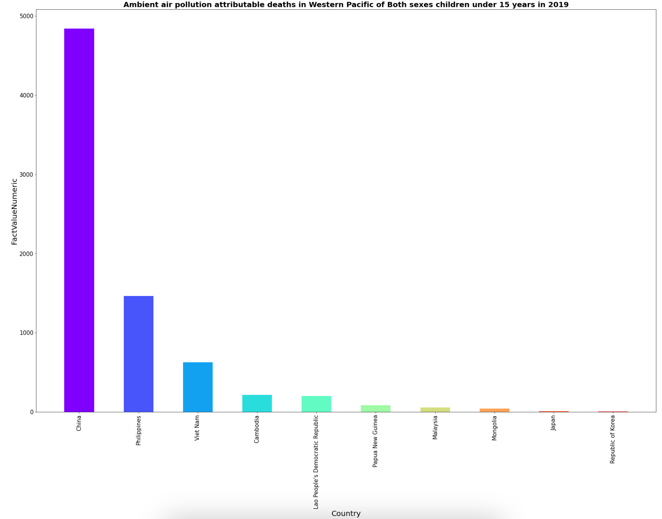 Ambient air pollution attributable deaths in Western Pacific of Both sexes children under 15 years in 2019
FactValueNumeric
5000
4000
3000
2000
1000
0
China
Philippines
Viet Nam
Cambodia
Lao People's Democratic Republic
Papua New Guinea
Malaysia
Mongolia
Japan
Republic of Korea
Country